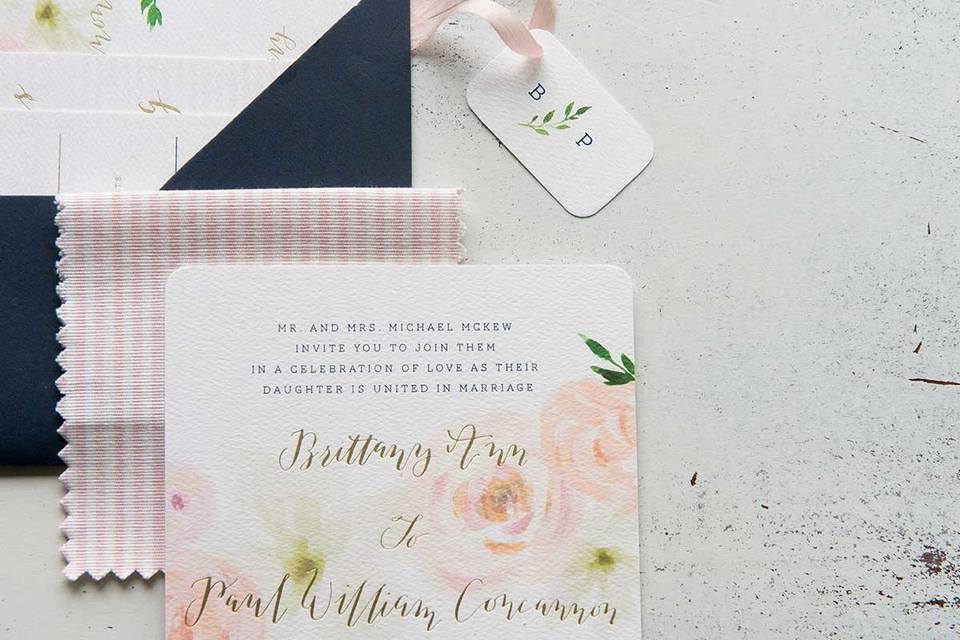 B
P
MR. AND MRS. MICHAEL MCKEW
INVITE YOU TO JOIN THEM
IN A CELEBRATION OF LOVE AS THEIR
DAUGHTER IS UNITED IN MARRIAGE
Brittany Ann
To
Paul William Concannon